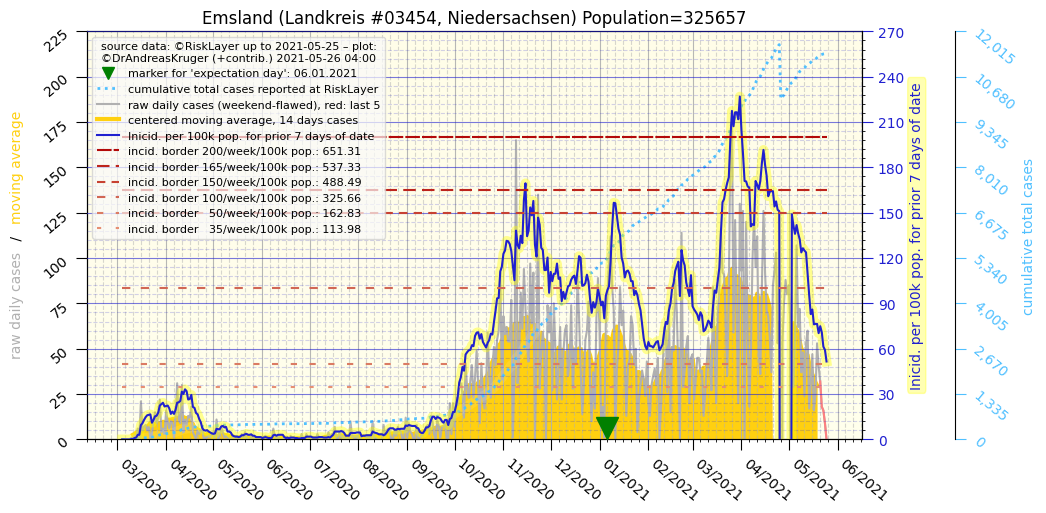 Emsland (Landkreis #03454, Niedersachsen) Population=325657
source data: ©RiskLayer up to 2021-05-25 – plot:
©DrAndreasKruger (+contrib.) 2021-05-26 04:00
marker for 'expectation day': 06.01.2021
cumulative total cases reported at RiskLayer
raw daily cases (weekend-flawed), red: last 5
centered moving average, 14 days cases
Inicid. per 100k pop. for prior 7 days of date
incid. border 200/week/100k pop.: 651.31
incid. border 165/week/100k pop.: 537.33
incid. border 150/week/100k pop.: 488.49
incid. border 100/week/100k pop.: 325.66
incid. border 50/week/100k pop.: 162.83
incid. border 35/week/100k pop.: 113.98
raw daily cases / moving average
225
200
175
150
125
100
75
50
25
0
03/2020
04/2020
05/2020
06/2020
07/2020
08/2020
09/2020
10/2020
11/2020
12/2020
01/2021
02/2021
03/2021
04/2021
05/2021
06/2021
270
240
210
180
150
120
90
60
30
0
Inicid. per 100k pop. for prior 7 days of date
12,015
10,680
9,345
8,010
6,675
5,340
4,005
2,670
1,335
0
cumulative total cases